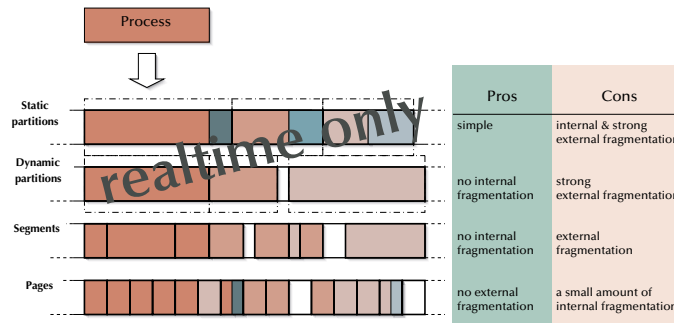 Process
Static
partitions
Dynamic
partitions
Segments
Pages
realtime only
Pros
Cons
simple
internal & strong
external fragmentation
no internal
fragmentation
strong
external fragmentation
no internal
fragmentation
external
fragmentation
no external
fragmentation
a small amount of
internal fragmentation